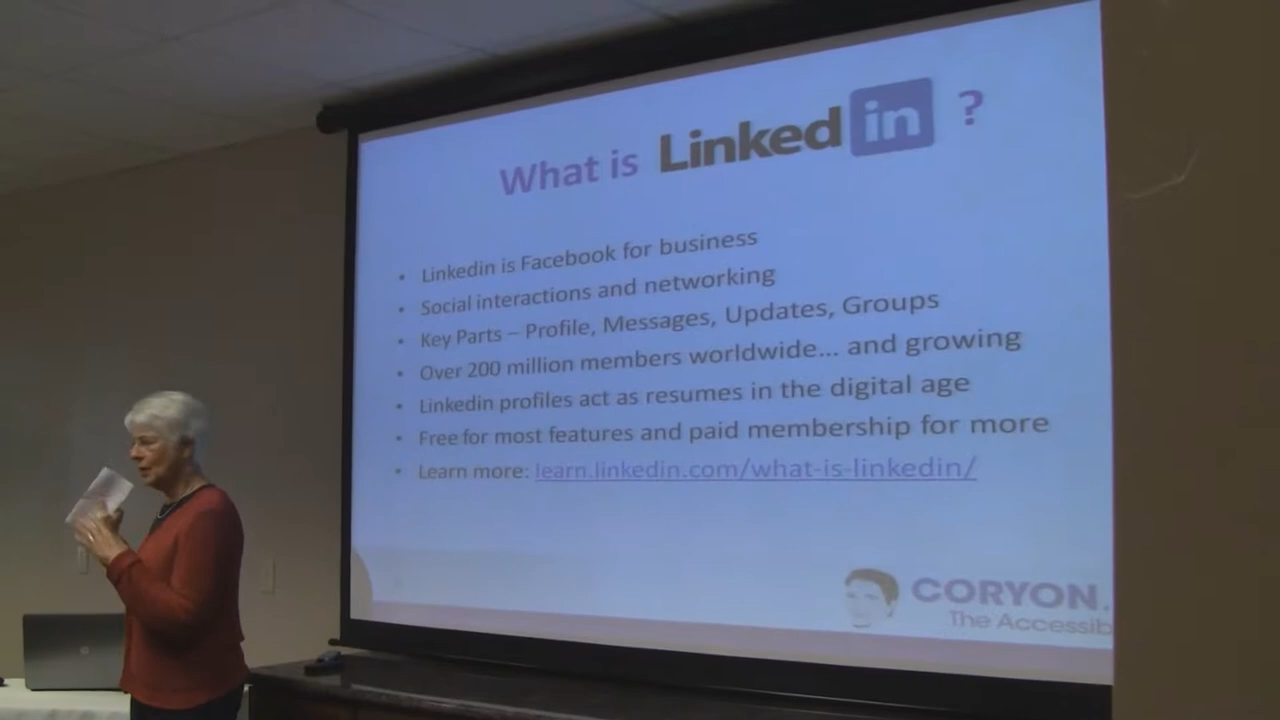 What is Linked in ?
• Linkedin is Facebook for business
• Social interactions and networking
• Key Parts – Profile, Messages, Updates, Groups
• Over 200 million members worldwide... and growing
• Linkedin profiles act as resumes in the digital age
• Free for most features and paid membership for more
• Learn more: learn.linkedin.com/what-is-linkedin/
CORYON.
The Accessib